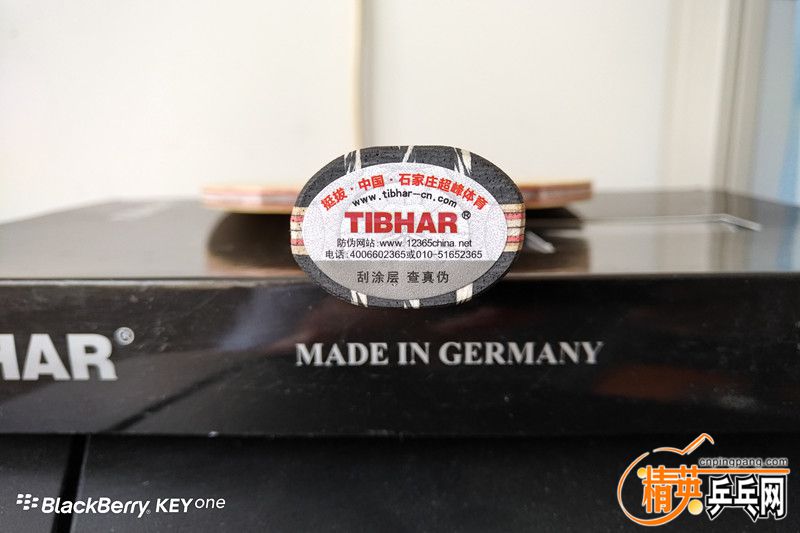 挺拔·中国·石家庄超峰体育
www.tibhar-cn.com
TIBHAR®
防伪网站:www.12365china.net
电话:4006602365或010-51652365
刮涂层 查真伪
HAR®
MADE IN GERMANY
cnpingpang.com
精英乒乓网
BlackBerry KEYone